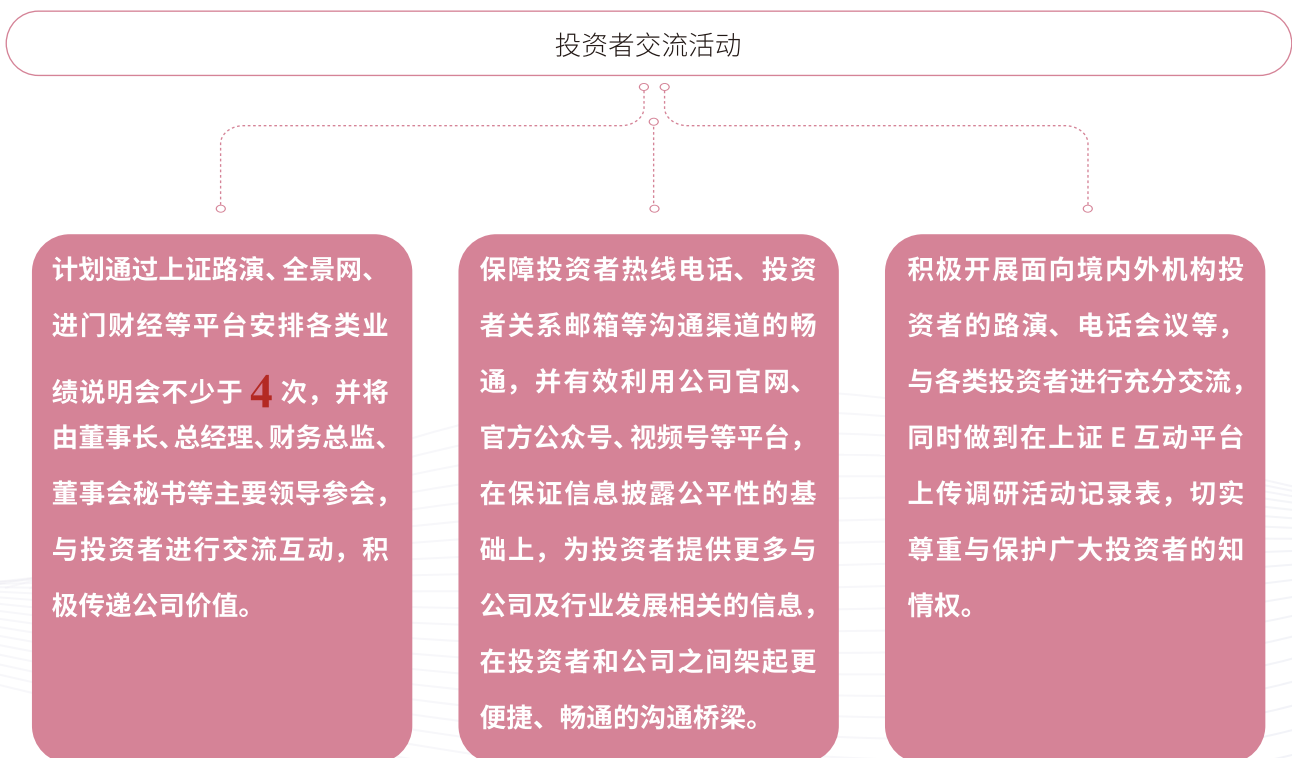 投资者交流活动
计划通过上证路演、全景网、
进门财经等平台安排各类业
绩说明会不少于 4 次，并将
由董事长、总经理、财务总监、
董事会秘书等主要领导参会，
与投资者进行交流互动，积
极传递公司价值。
保障投资者热线电话、投资
者关系邮箱等沟通渠道的畅
通，并有效利用公司官网、
官方公众号、视频号等平台，
在保证信息披露公平性的基
础上，为投资者提供更多与
公司及行业发展相关的信息，
在投资者和公司之间架起更
便捷、畅通的沟通桥梁。
积极开展面向境内外机构投
资者的路演、电话会议等，
与各类投资者进行充分交流，
同时做到在上证 E 互动平台
上传调研活动记录表，切实
尊重与保护广大投资者的知
情权。